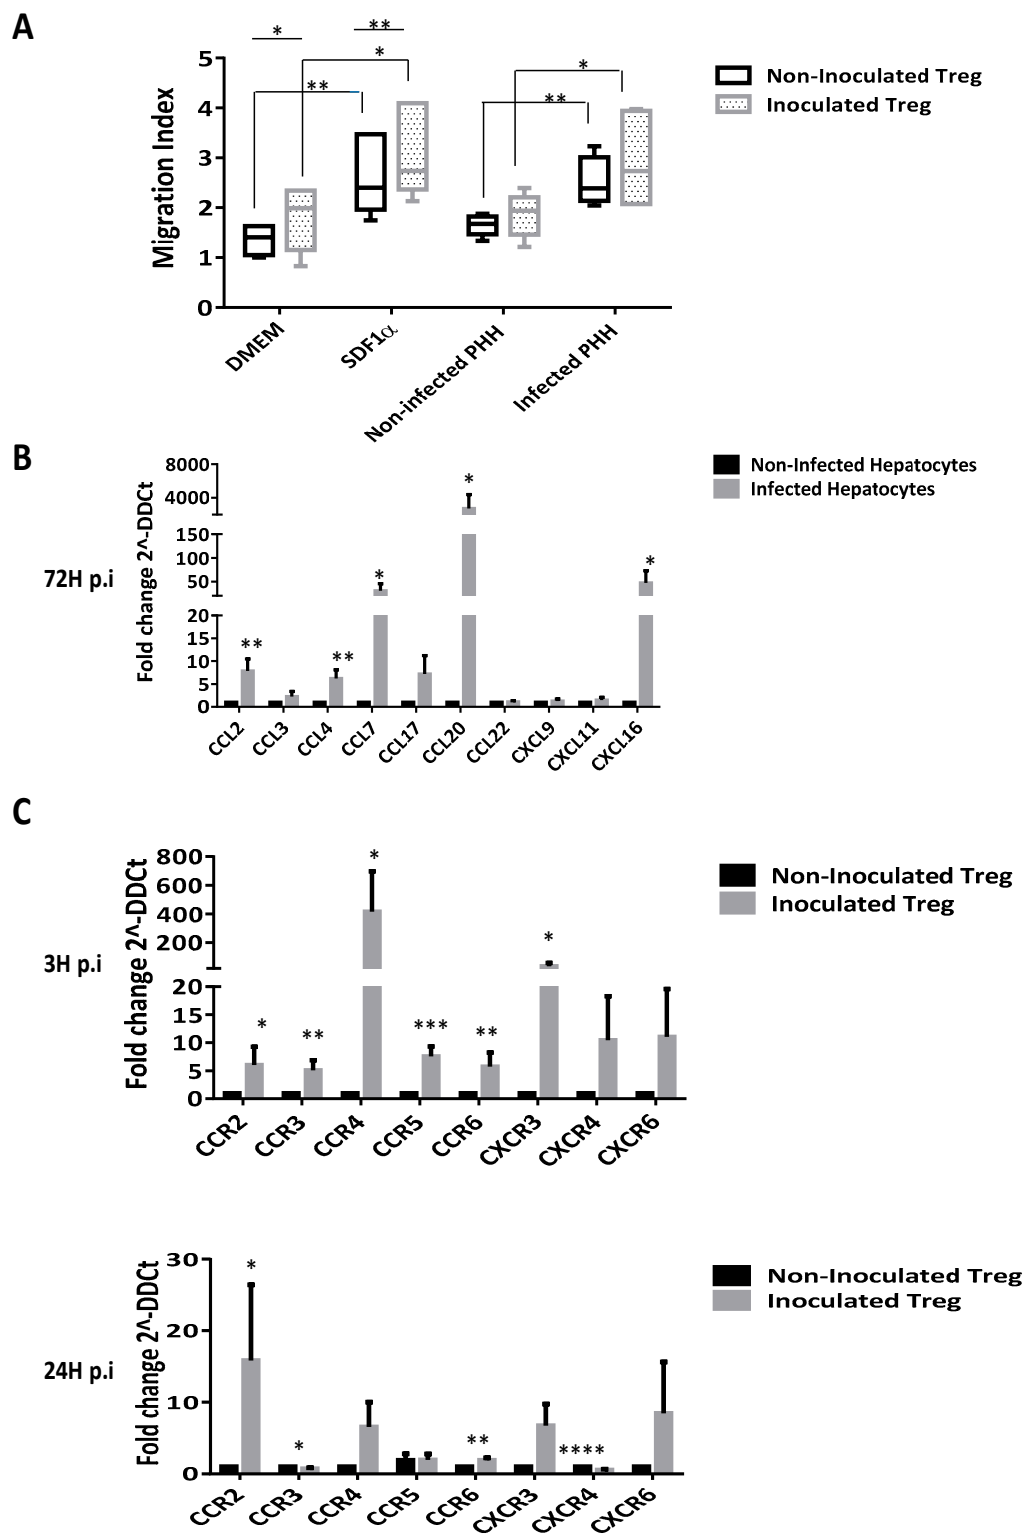 A
* **
* 
** * ** *
Migration Index
5
4
3
2
1
0
DMEM
SDF1α
Non-infected PHH
Infected PHH
Non-Inoculated Treg
Inoculated Treg
B
72H p.i
Fold change 2^-DDCt
8000
4000
150
100
50
20
15
10
5
0
** ** * * *
CCL2
CCL3
CCL4
CCL7
CCL17
CCL20
CCL22
CXCL9
CXCL11
CXCL16
Non-Infected Hepatocytes
Infected Hepatocytes
C
3H p.i
Fold change 2^-DDCt
800
600
400
200
20
15
10
5
0
* ** * *** ** *
CCR2
CCR3
CCR4
CCR5
CCR6
CXCR3
CXCR4
CXCR6
Non-Inoculated Treg
Inoculated Treg
24H p.i
Fold change 2^-DDCt
30
20
10
0
* * ** ****
CCR2
CCR3
CCR4
CCR5
CCR6
CXCR3
CXCR4
CXCR6
Non-Inoculated Treg
Inoculated Treg